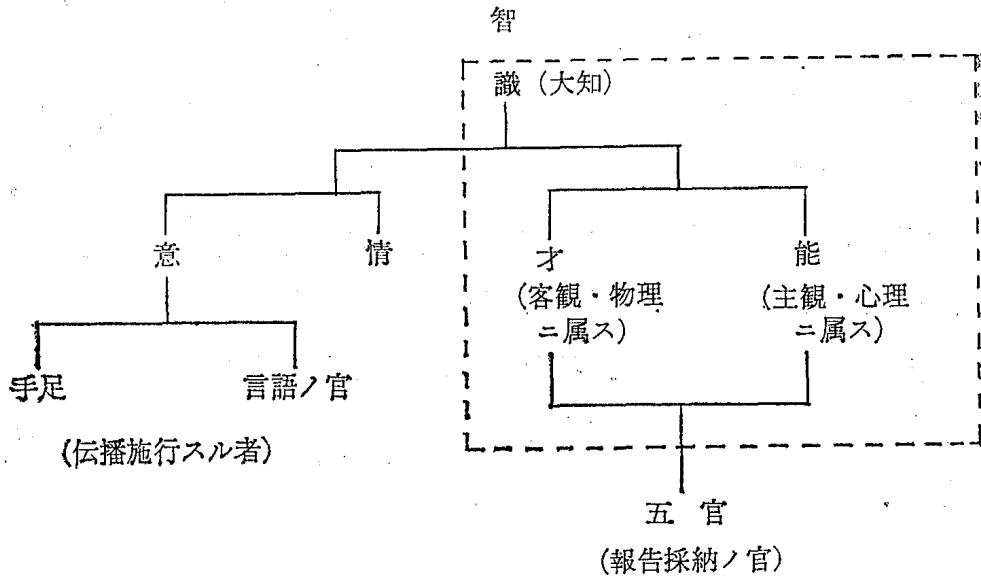 智
識(大知)
意
情
才
(客観・物理
ニ属ス)
能
(主観・心理
ニ属ス)
手足
言語ノ官
(伝播施行スル者)
五官
(報告採納ノ官)